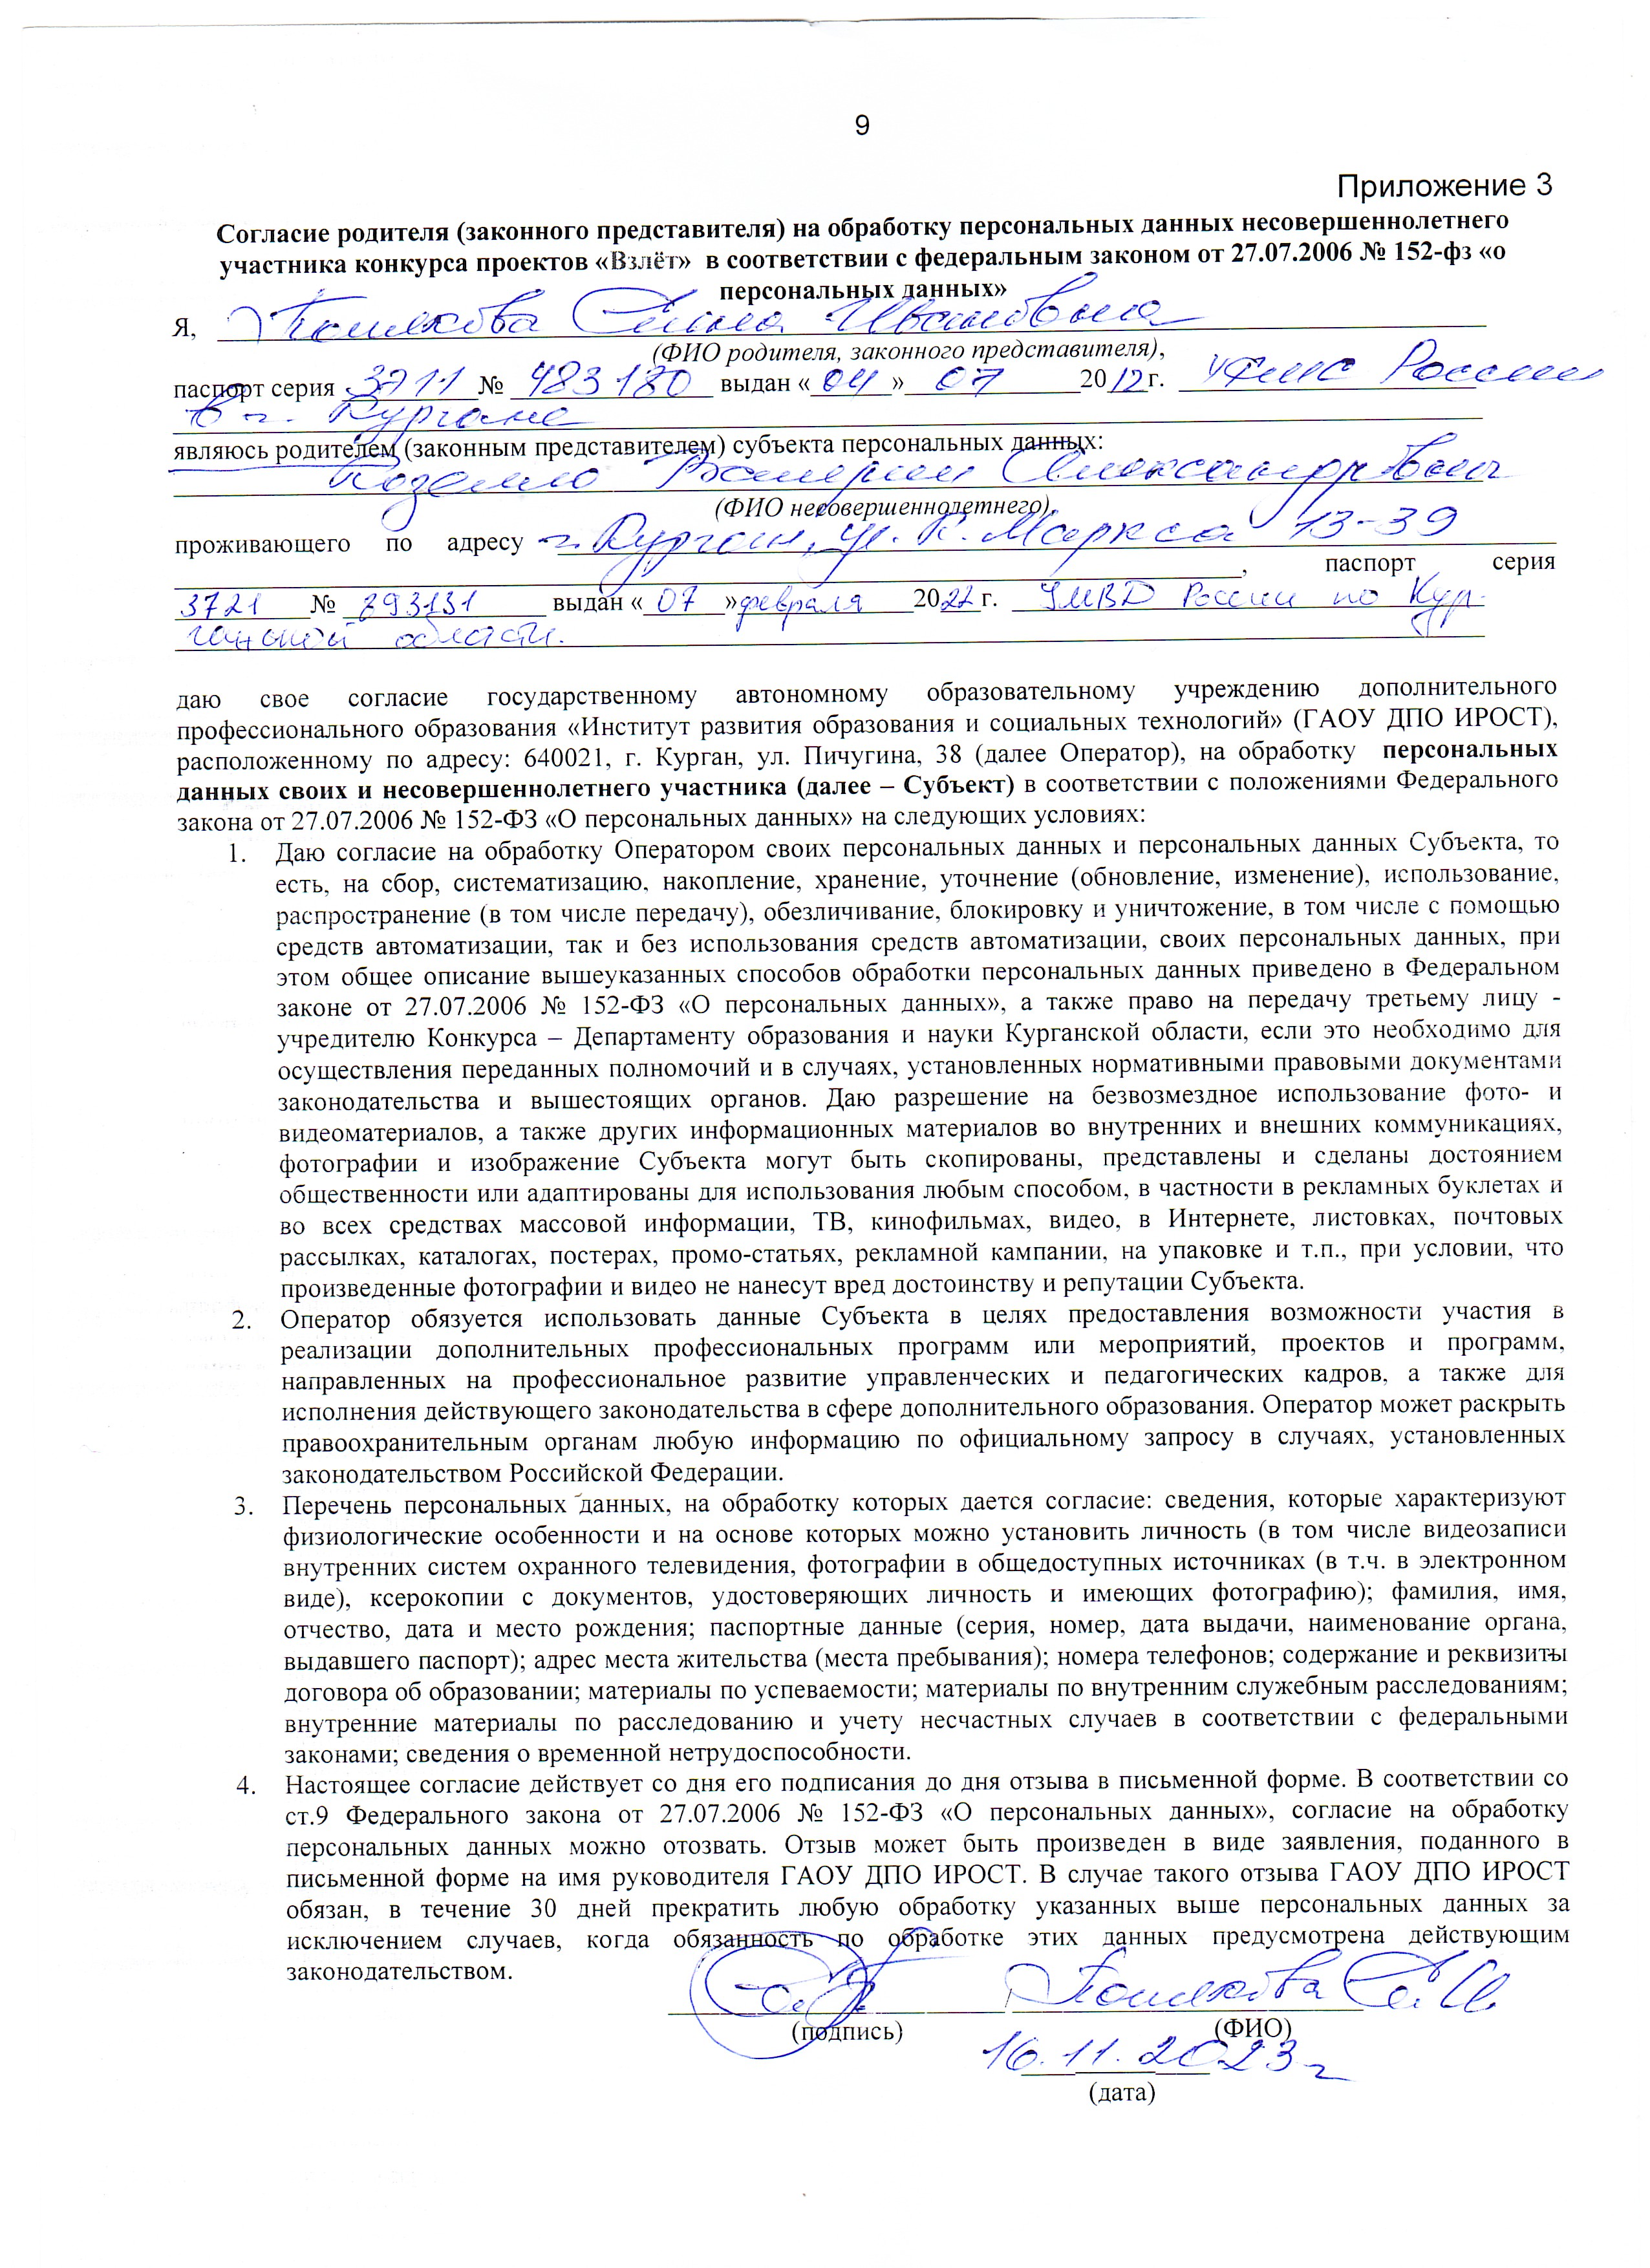 9
Приложение 3
Согласие родителя (законного представителя) на обработку персональных данных несовершеннолетнего
участника конкурса проектов «Взлёт» в соответствии с федеральным законом от 27.07.2006 № 152-фз «о
персональных данных»
Я, Полякова Елена Ивановна
(ФИО родителя, законного представителя),
паспорт серия 3711 № 483180 выдан «04» 07 2012 г. УФМС России
в г. Кургане
являюсь родителем (законным представителем) субъекта персональных данных:
Александровны
(ФИО несовершеннолетнего),
проживающего по адресу г. Курган, ул. К. Маркса 13-39
, паспорт серия
3721 № 793131 выдан «07» февраля 2022 г. УМВД России по Кур-
ганской области.
даю свое согласие государственному автономному образовательному учреждению дополнительного
профессионального образования «Институт развития образования и социальных технологий» (ГАОУ ДПО ИРОСТ),
расположенному по адресу: 640021, г. Курган, ул. Пичугина, 38 (далее Оператор), на обработку персональных
данных своих и несовершеннолетнего участника (далее – Субъект) в соответствии с положениями Федерального
закона от 27.07.2006 № 152-ФЗ «О персональных данных» на следующих условиях:
1. Даю согласие на обработку Оператором своих персональных данных и персональных данных Субъекта, то
есть, на сбор, систематизацию, накопление, хранение, уточнение (обновление, изменение), использование,
распространение (в том числе передачу), обезличивание, блокировку и уничтожение, в том числе с помощью
средств автоматизации, так и без использования средств автоматизации, своих персональных данных, при
этом общее описание вышеуказанных способов обработки персональных данных приведено в Федеральном
законе от 27.07.2006 № 152-ФЗ «О персональных данных», а также право на передачу третьему лицу -
учредителю Конкурса – Департаменту образования и науки Курганской области, если это необходимо для
осуществления переданных полномочий и в случаях, установленных нормативными правовыми документами
законодательства и вышестоящих органов. Даю разрешение на безвозмездное использование фото- и
видеоматериалов, а также других информационных материалов во внутренних и внешних коммуникациях,
фотографии и изображение Субъекта могут быть скопированы, представлены и сделаны достоянием
общественности или адаптированы для использования любым способом, в частности в рекламных буклетах и
во всех средствах массовой информации, ТВ, кинофильмах, видео, в Интернете, листовках, почтовых
рассылках, каталогах, постерах, промо-статьях, рекламной кампании, на упаковке и т.п., при условии, что
произведенные фотографии и видео не нанесут вред достоинству и репутации Субъекта.
2. Оператор обязуется использовать данные Субъекта в целях предоставления возможности участия в
реализации дополнительных профессиональных программ или мероприятий, проектов и программ,
направленных на профессиональное развитие управленческих и педагогических кадров, а также для
исполнения действующего законодательства в сфере дополнительного образования. Оператор может раскрыть
правоохранительным органам любую информацию по официальному запросу в случаях, установленных
законодательством Российской Федерации.
3. Перечень персональных данных, на обработку которых дается согласие: сведения, которые характеризуют
физиологические особенности и на основе которых можно установить личность (в том числе видеозаписи
внутренних систем охранного телевидения, фотографии в общедоступных источниках (в т.ч. в электронном
виде), ксерокопии с документов, удостоверяющих личность и имеющих фотографию); фамилия, имя,
отчество, дата и место рождения; паспортные данные (серия, номер, дата выдачи, наименование органа,
выдавшего паспорт); адрес места жительства (места пребывания); номера телефонов; содержание и реквизиты
договора об образовании; материалы по успеваемости; материалы по внутренним служебным расследованиям;
внутренние материалы по расследованию и учету несчастных случаев в соответствии с федеральными
законами; сведения о временной нетрудоспособности.
4. Настоящее согласие действует со дня его подписания до дня отзыва в письменной форме. В соответствии со
ст.9 Федерального закона от 27.07.2006 № 152-ФЗ «О персональных данных», согласие на обработку
персональных данных можно отозвать. Отзыв может быть произведен в виде заявления, поданного в
письменной форме на имя руководителя ГАОУ ДПО ИРОСТ. В случае такого отзыва ГАОУ ДПО ИРОСТ
обязан, в течение 30 дней прекратить любую обработку указанных выше персональных данных за
исключением случаев, когда обязанность по обработке этих данных предусмотрена действующим
законодательством.
Полякова Е.И.
(подпись) (ФИО)
16.11.2023 г
(дата)